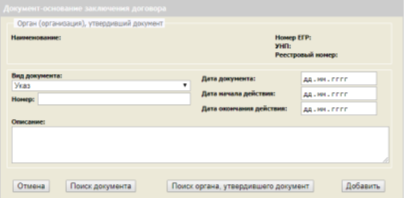 Документ-основание заключения договора
Орган (организация), утвердивший документ
Наименование:
Номер ЕГР:
УНП:
Реестровый номер:
Вид документа:
Указ
Номер:
Дата документа: дд.мм.гггг
Дата начала действия: дд.мм.гггг
Дата окончания действия: дд.мм.гггг
Описание:
Отмена Поиск документа Поиск органа, утвердившего документ Добавить